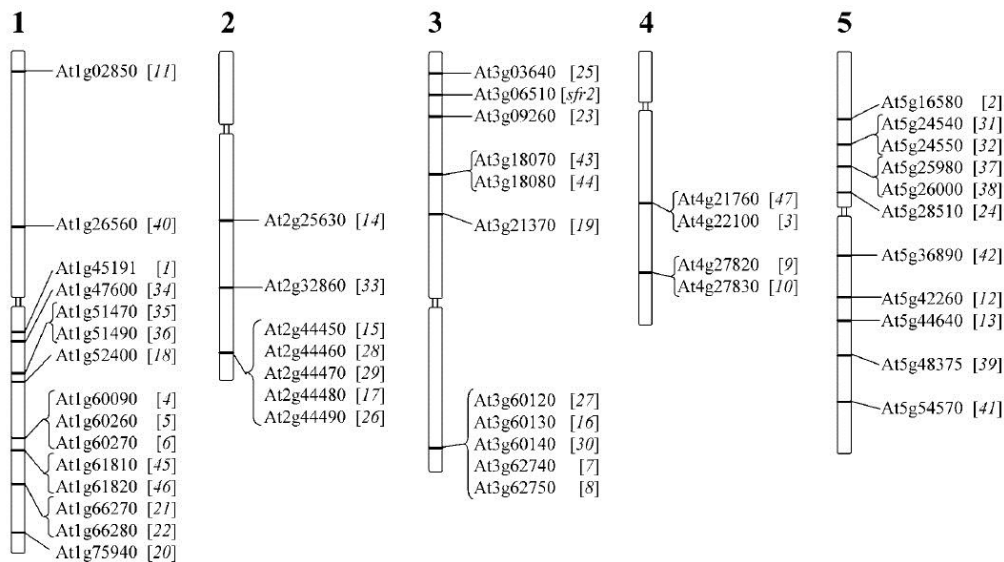 1
At1g02850 [11]
At1g26560 [40]
At1g45191 [1]
At1g47600 [34]
At1g51470 [35]
At1g51490 [36]
At1g52400 [18]
At1g60090 [4]
At1g60260 [5]
At1g60270 [6]
At1g61810 [45]
At1g61820 [46]
At1g66270 [21]
At1g66280 [22]
At1g75940 [20]
2
At2g25630 [14]
At2g32860 [33]
At2g44450 [15]
At2g44460 [28]
At2g44470 [29]
At2g44480 [17]
At2g44490 [26]
3
At3g03640 [25]
At3g06510 [sfr2]
At3g09260 [23]
At3g18070 [43]
At3g18080 [44]
At3g21370 [19]
At3g60120 [27]
At3g60130 [16]
At3g60140 [30]
At3g62740 [7]
At3g62750 [8]
4
At4g21760 [47]
At4g22100 [3]
At4g27820 [9]
At4g27830 [10]
5
At5g16580 [2]
At5g24540 [31]
At5g24550 [32]
At5g25980 [37]
At5g26000 [38]
At5g28510 [24]
At5g36890 [42]
At5g42260 [12]
At5g44640 [13]
At5g48375 [39]
At5g54570 [41]